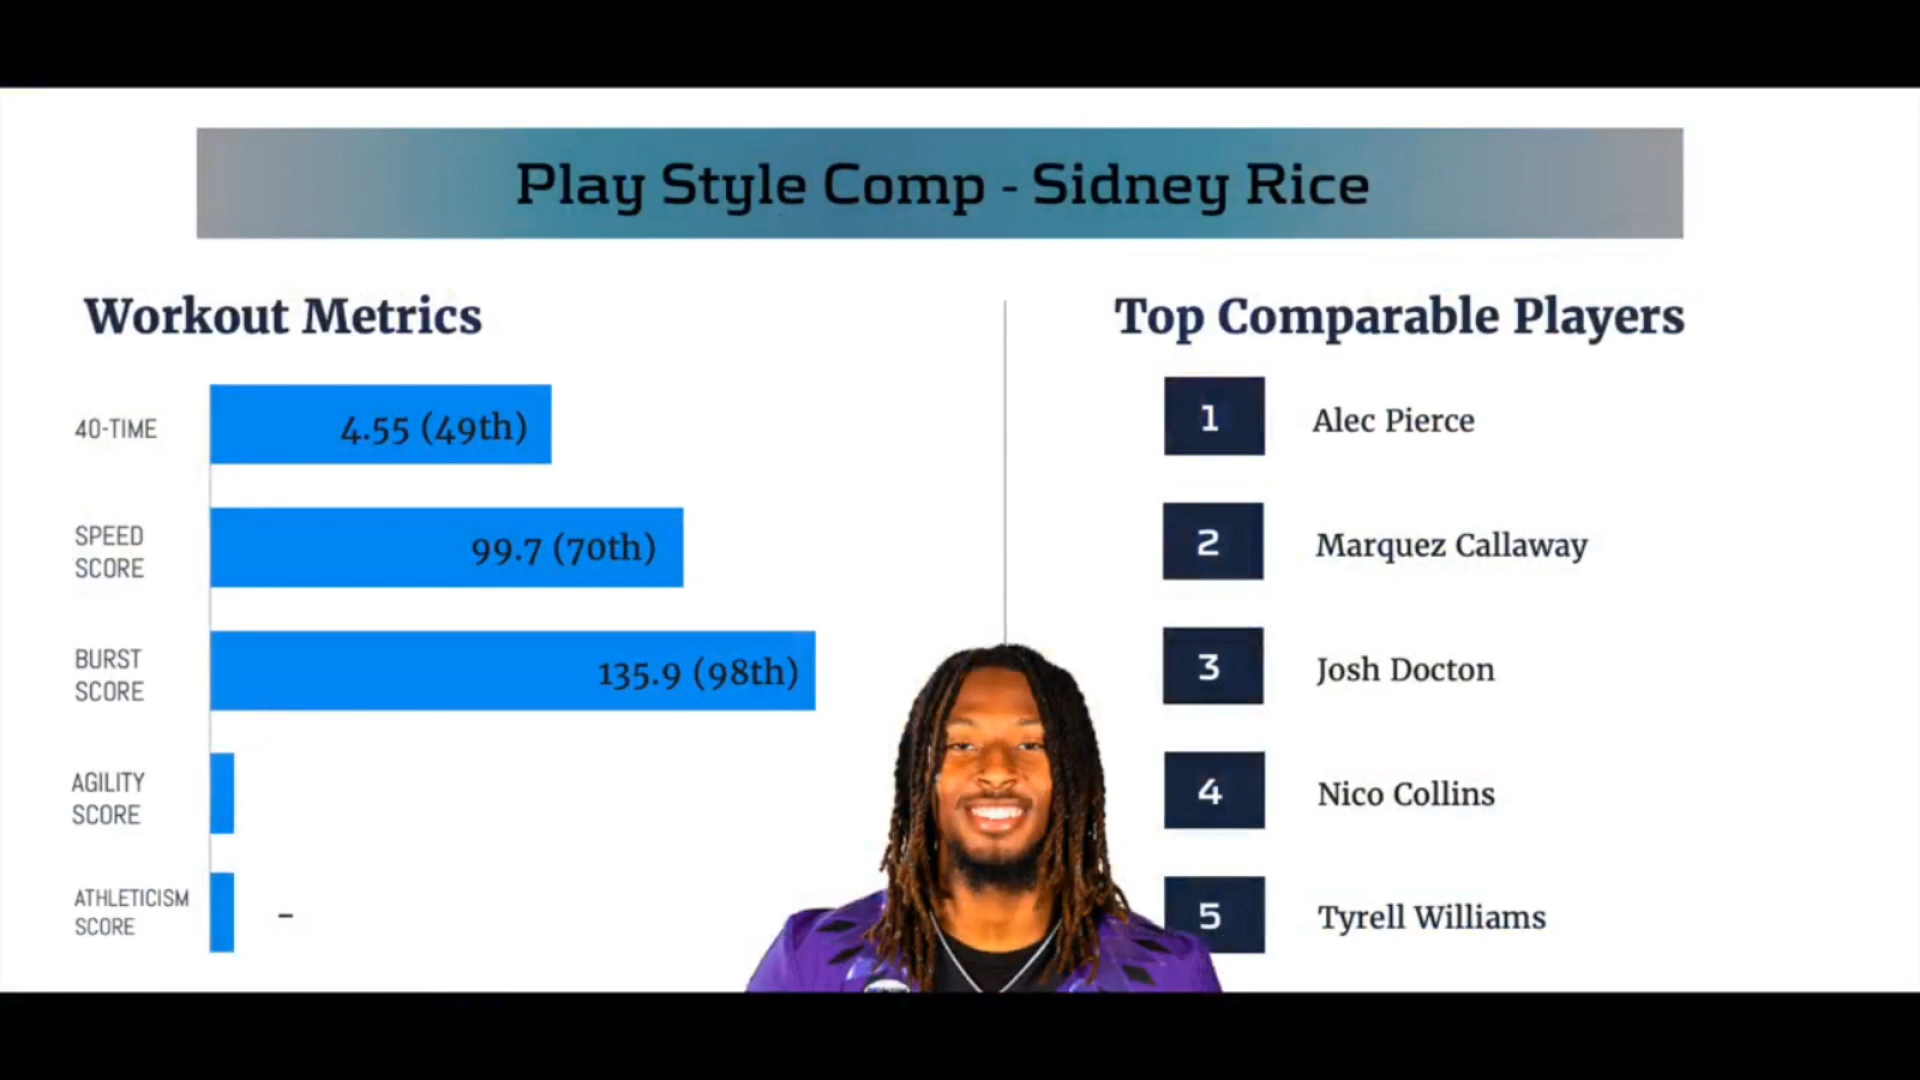 Play Style Comp - Sidney Rice
Workout Metrics
40-TIME
4.55 (49th)
SPEED
SCORE
99.7 (70th)
BURST
SCORE
135.9 (98th)
AGILITY
SCORE
ATHLETICISM
SCORE
-
Top Comparable Players
1
Alec Pierce
2
Marquez Callaway
3
Josh Docton
4
Nico Collins
5
Tyrell Williams